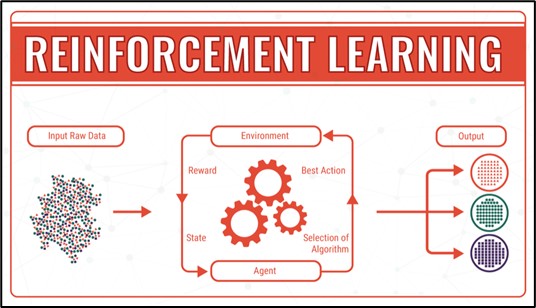 REINFORCEMENT LEARNING
Input Raw Data
Environment
Output
Reward
Best Action
State
Selection of
Algorithm
Agent